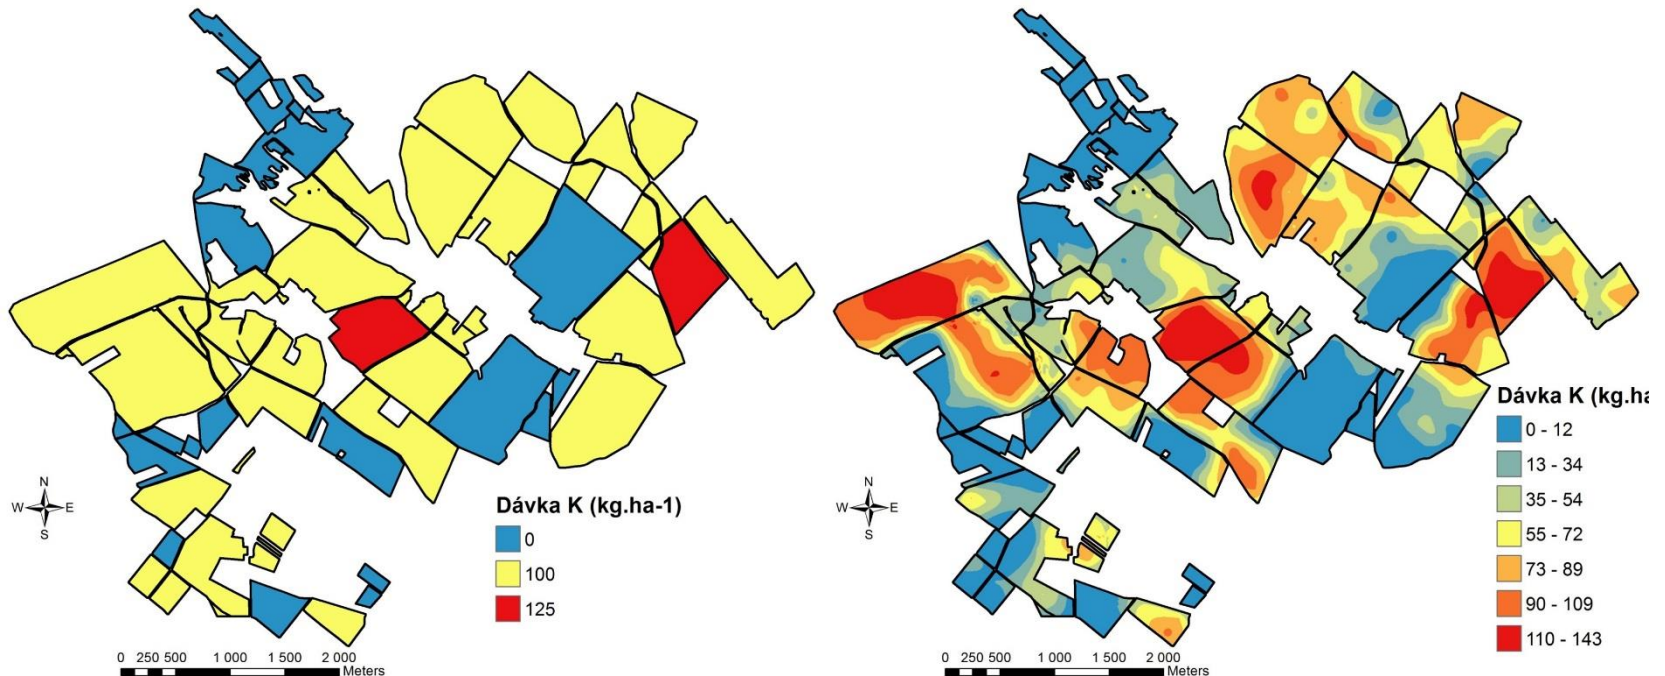 N
W E
S
Dávka K (kg.ha-1)
0
100
125
0 250 500 1 000 1 500 2 000
Meters
N
W E
S
Dávka K (kg.ha
0 - 12
13 - 34
35 - 54
55 - 72
73 - 89
90 - 109
110 - 143
0 250 500 1 000 1 500 2 000
Meters